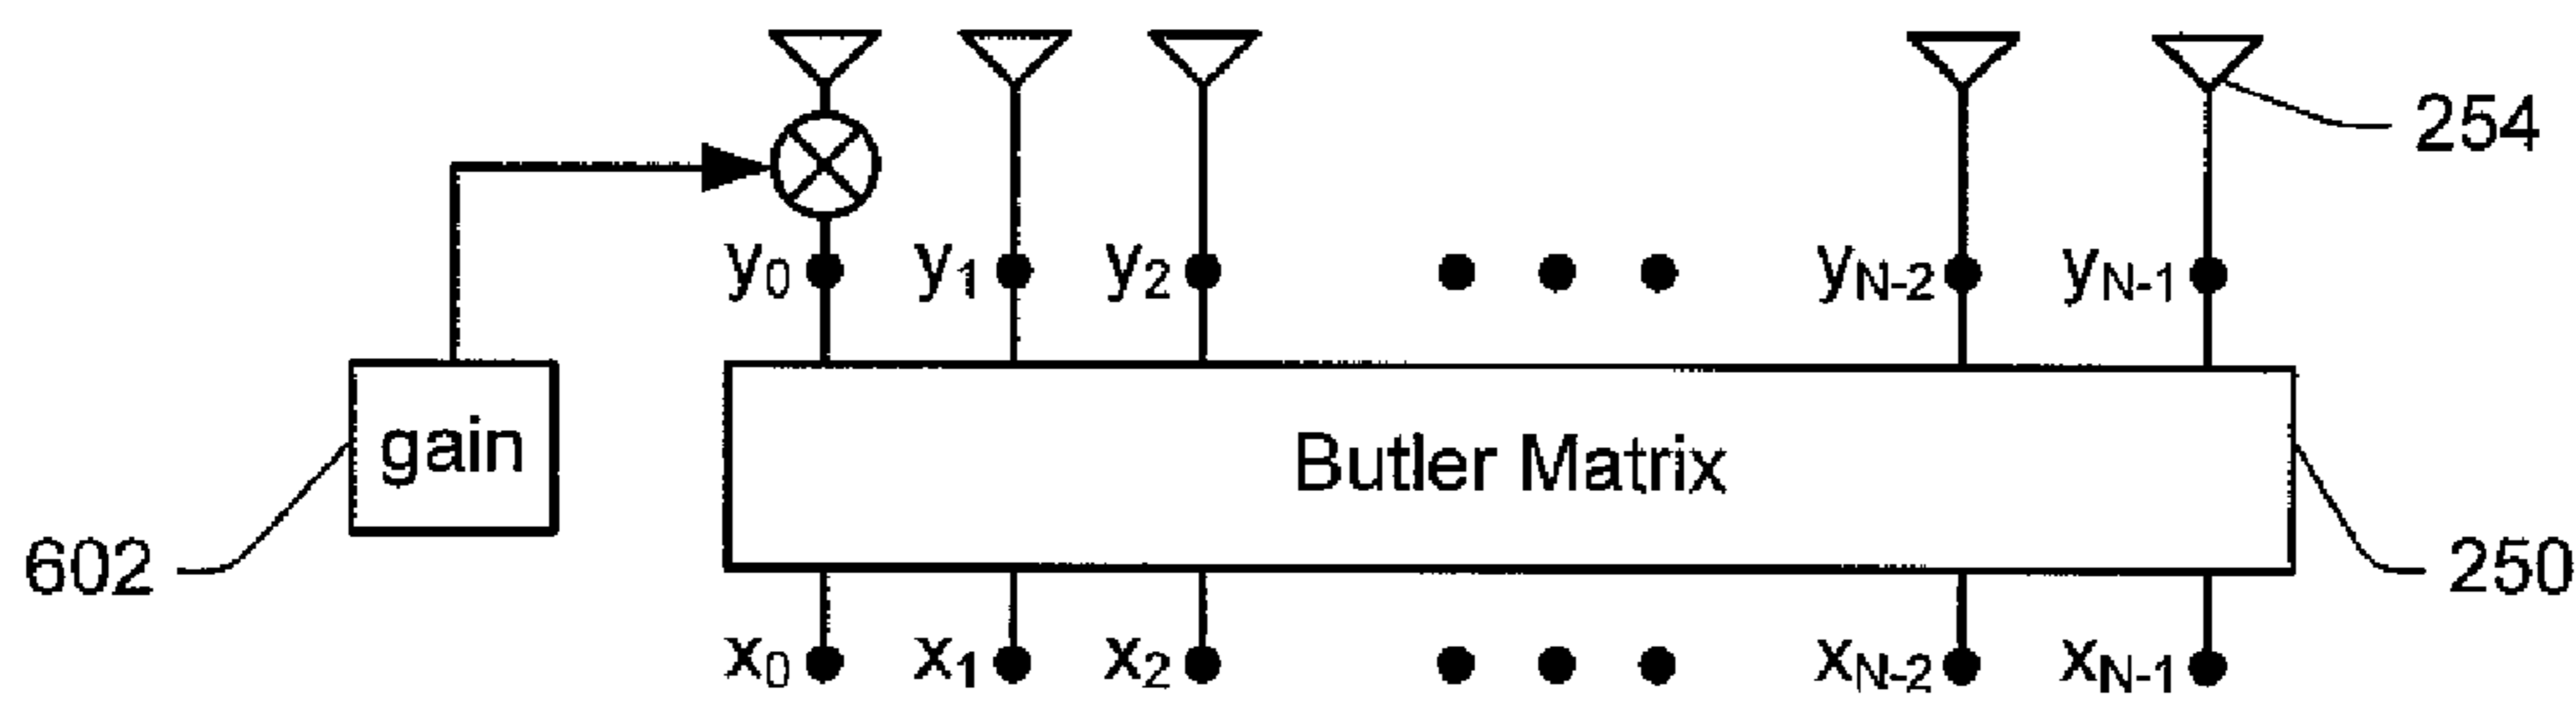 254
y0 y1 y2 yN-2 yN-1
gain
Butler Matrix
602
250
x0 x1 x2 xN-2 xN-1